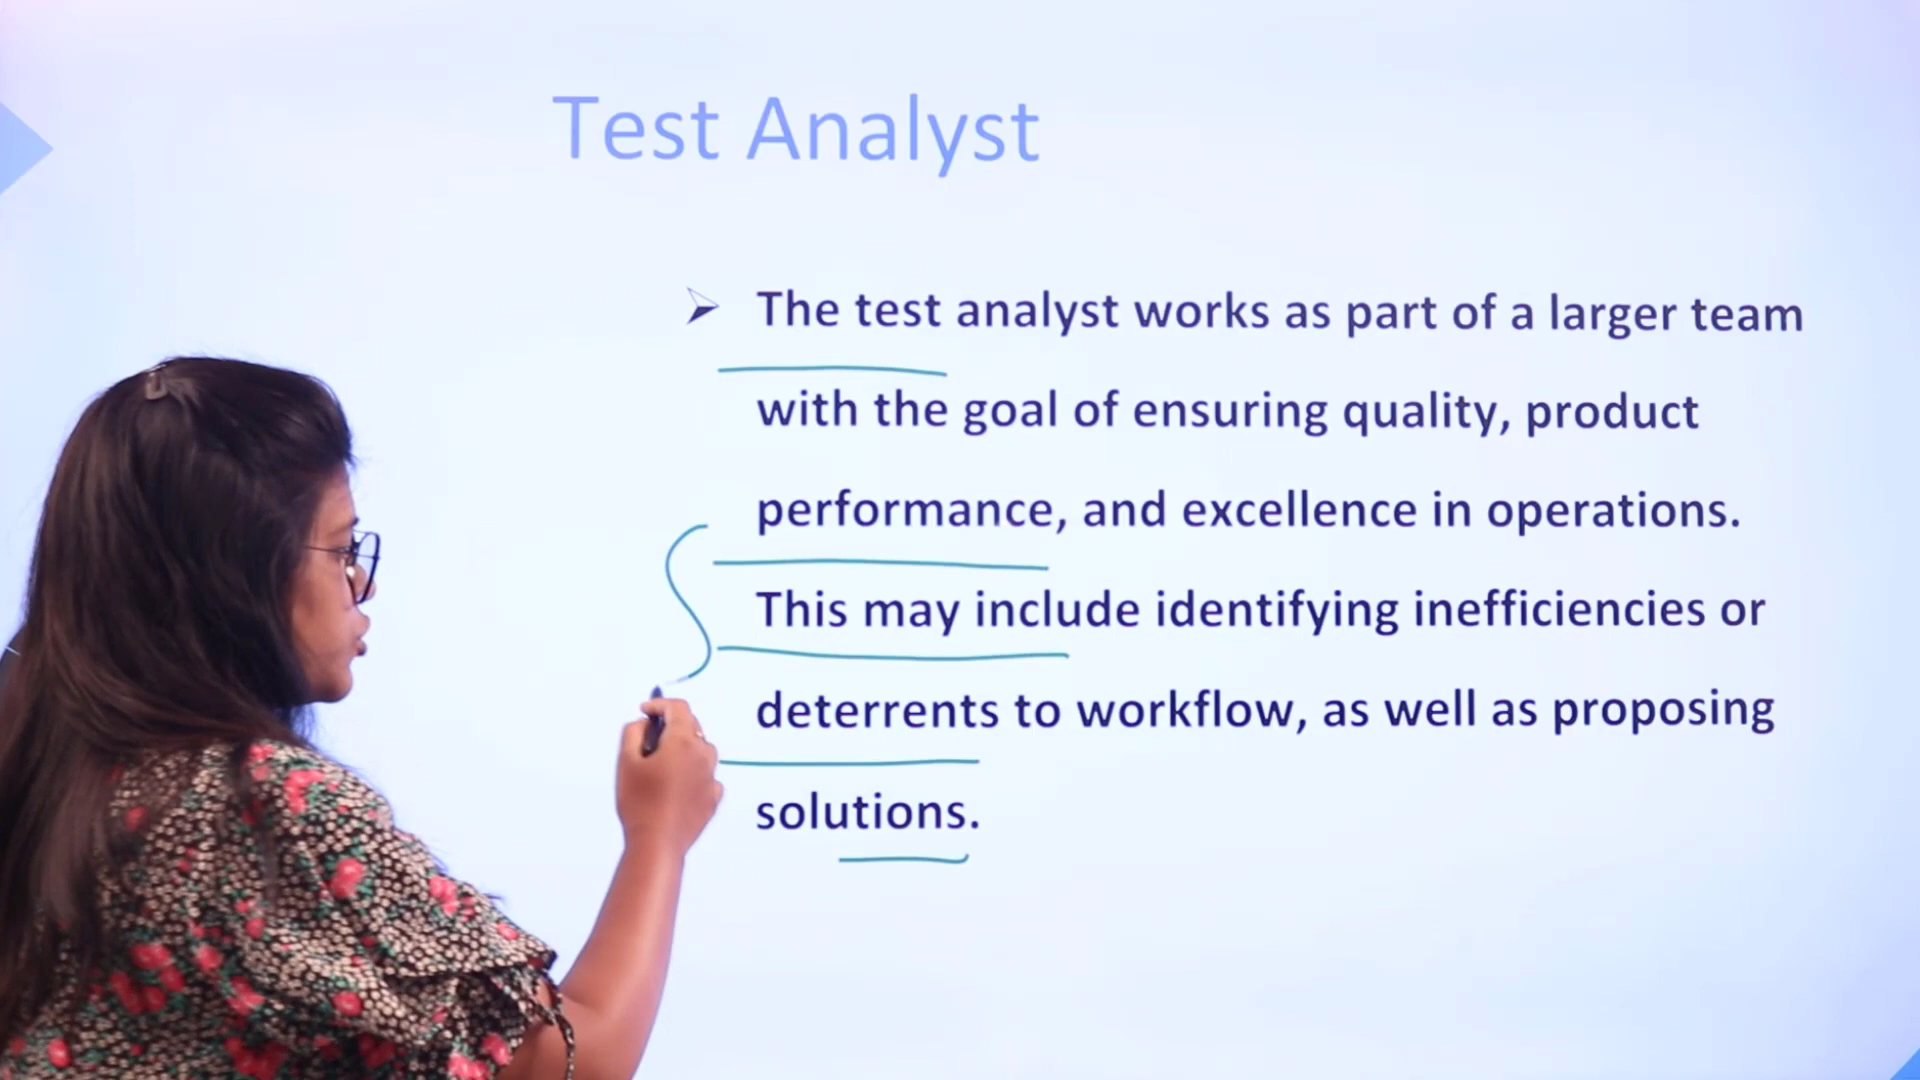 Test Analyst
The test analyst works as part of a larger team
with the goal of ensuring quality, product
performance, and excellence in operations.
This may include identifying inefficiencies or
deterrents to workflow, as well as proposing
solutions.